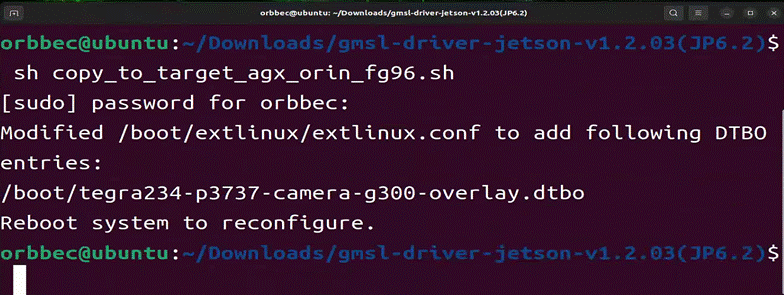 orbbec@ubuntu: ~/Downloads/gmsl-driver-jetson-v1.2.03(JP6.2)
orbbec@ubuntu:~/Downloads/gmsl-driver-jetson-v1.2.03(JP6.2)$
sh copy_to_target_agx_orin_fg96.sh
[sudo] password for orbbec:
Modified /boot/extlinux/extlinux.conf to add following DTBO
entries:
/boot/tegra234-p3737-camera-g300-overlay.dtbo
Reboot system to reconfigure.
orbbec@ubuntu:~/Downloads/gmsl-driver-jetson-v1.2.03(JP6.2)$